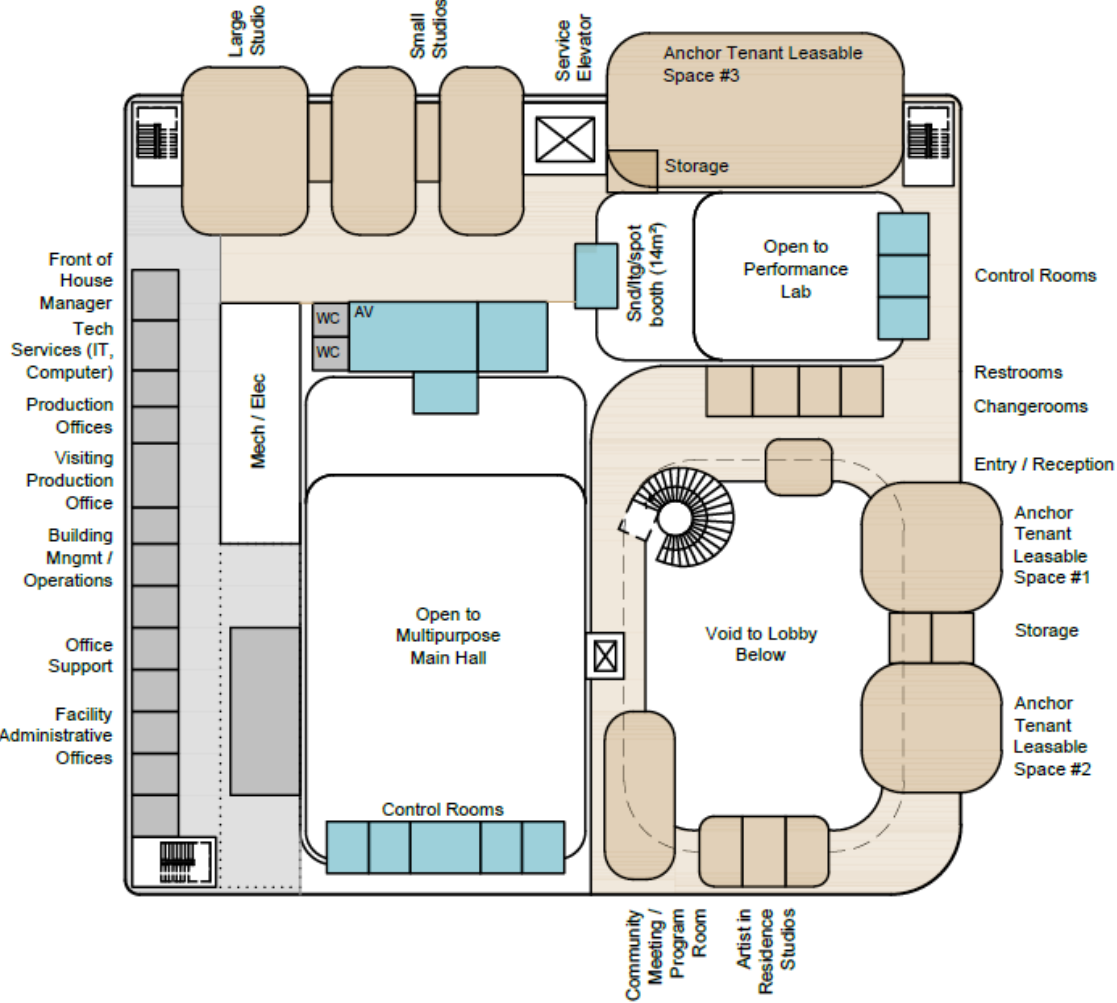 Large
Studio
Small
Studios
Service
Elevator
Anchor Tenant Leasable
Space #3
Storage
Front of
House
Manager
Tech
Services (IT,
Computer)
Production
Offices
Visiting
Production
Office
Building
Mngmt /
Operations
Office
Support
Facility
Administrative
Offices
Mech / Elec
WC
WC
AV
Snd/ltg/spot
booth (14m²)
Open to
Performance
Lab
Control Rooms
Restrooms
Changerooms
Entry / Reception
Anchor
Tenant
Leasable
Space #1
Storage
Anchor
Tenant
Leasable
Space #2
Open to
Multipurpose
Main Hall
Void to Lobby
Below
Control Rooms
Community
Meeting /
Program
Room
Artist in
Residence
Studios